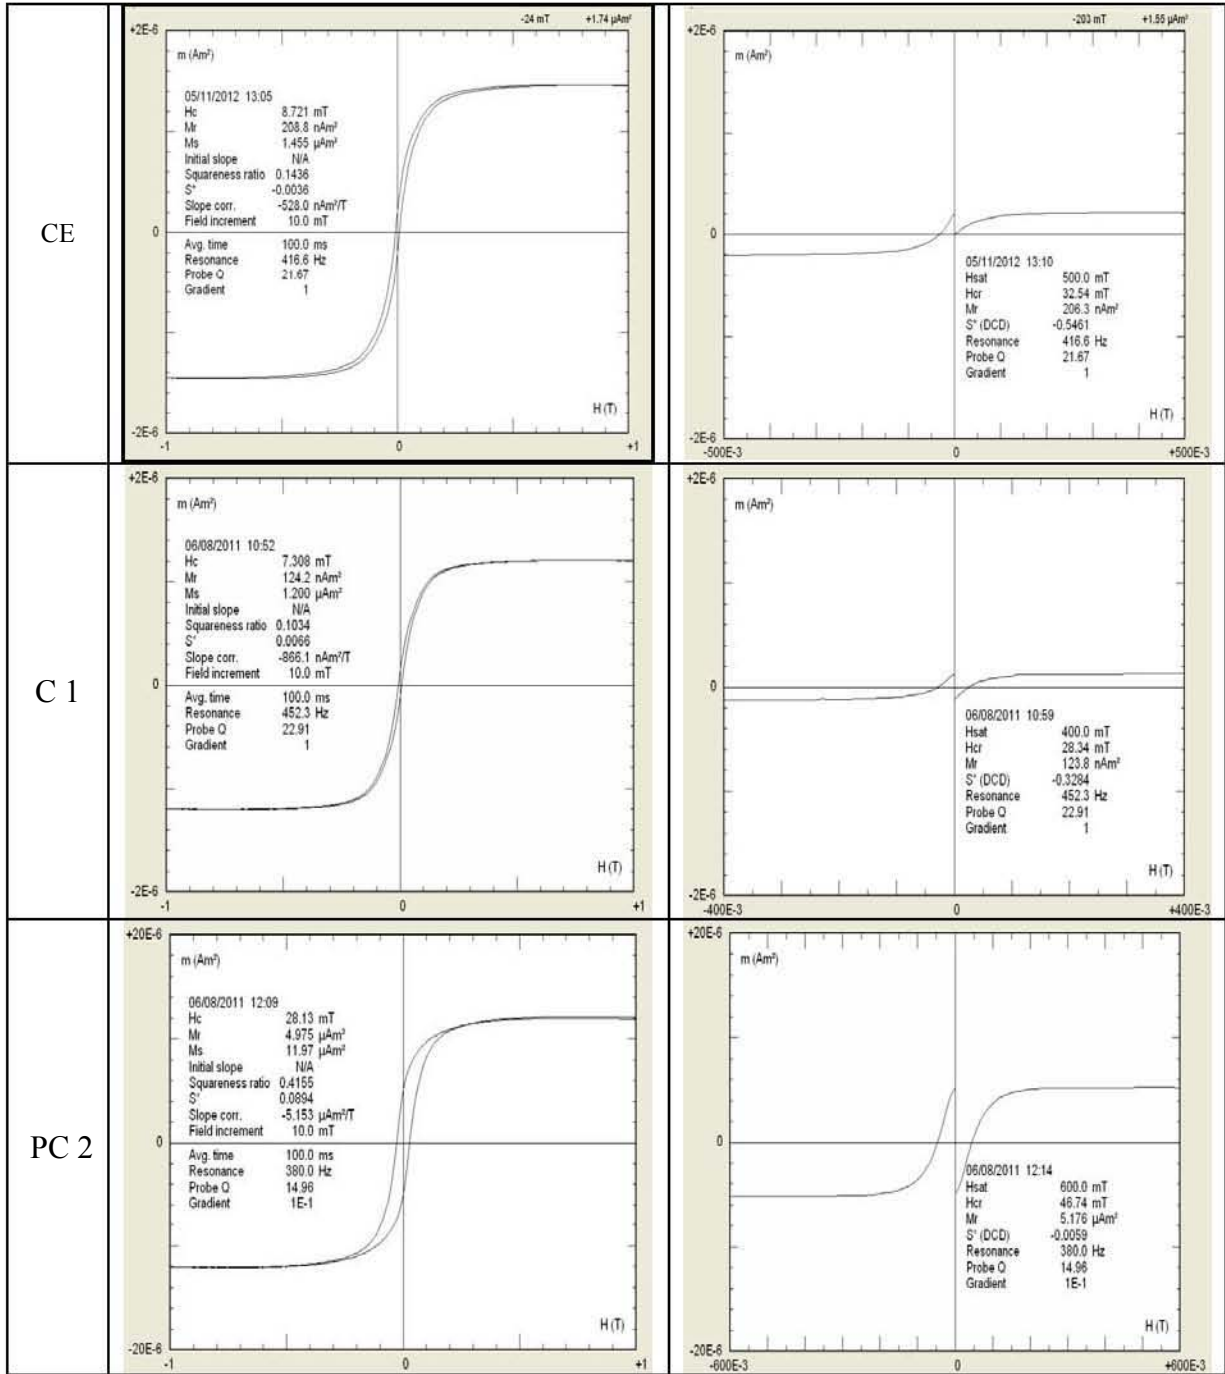 CE
-24 mT +1.74 µAm²
+2E-6
m (Am²)
05/11/2012 13:05
Hc 8.721 mT
Mr 208.8 nAm²
Ms 1.455 µAm²
Initial slope N/A
Squareness ratio 0.1436
S* -0.0036
Slope corr. -528.0 nAm²/T
Field increment 10.0 mT
0
Avg. time 100.0 ms
Resonance 416.6 Hz
Probe Q 21.67
Gradient 1
H (T)
-2E-6
-1 0 +1
-203 mT +1.55 µAm²
+2E-6
m (Am²)
0
05/11/2012 13:10
Hsat 500.0 mT
Hcr 32.54 mT
Mr 206.3 nAm²
S* (DCD) -0.5461
Resonance 416.6 Hz
Probe Q 21.67
Gradient 1
H (T)
-2E-6
-500E-3 0 +500E-3
C 1
+2E-6
m (Am²)
06/08/2011 10:52
Hc 7.308 mT
Mr 124.2 nAm²
Ms 1.200 µAm²
Initial slope N/A
Squareness ratio 0.1034
S* 0.0066
Slope corr. -866.1 nAm²/T
Field increment 10.0 mT
0
Avg. time 100.0 ms
Resonance 452.3 Hz
Probe Q 22.91
Gradient 1
H (T)
-2E-6
-1 0 +1
+2E-6
m (Am²)
0
06/08/2011 10:59
Hsat 400.0 mT
Hcr 28.34 mT
Mr 123.8 nAm²
S* (DCD) -0.3284
Resonance 452.3 Hz
Probe Q 22.91
Gradient 1
H (T)
-2E-6
-400E-3 0 +400E-3
PC 2
+20E-6
m (Am²)
06/08/2011 12:09
Hc 28.13 mT
Mr 4.975 µAm²
Ms 11.97 µAm²
Initial slope N/A
Squareness ratio 0.4155
S* 0.0894
Slope corr. -5.153 µAm²/T
Field increment 10.0 mT
0
Avg. time 100.0 ms
Resonance 380.0 Hz
Probe Q 14.96
Gradient 1E-1
H (T)
-20E-6
-1 0 +1
+20E-6
m (Am²)
0
06/08/2011 12:14
Hsat 600.0 mT
Hcr 46.74 mT
Mr 5.176 µAm²
S* (DCD) -0.0059
Resonance 380.0 Hz
Probe Q 14.96
Gradient 1E-1
H (T)
-20E-6
-600E-3 0 +600E-3